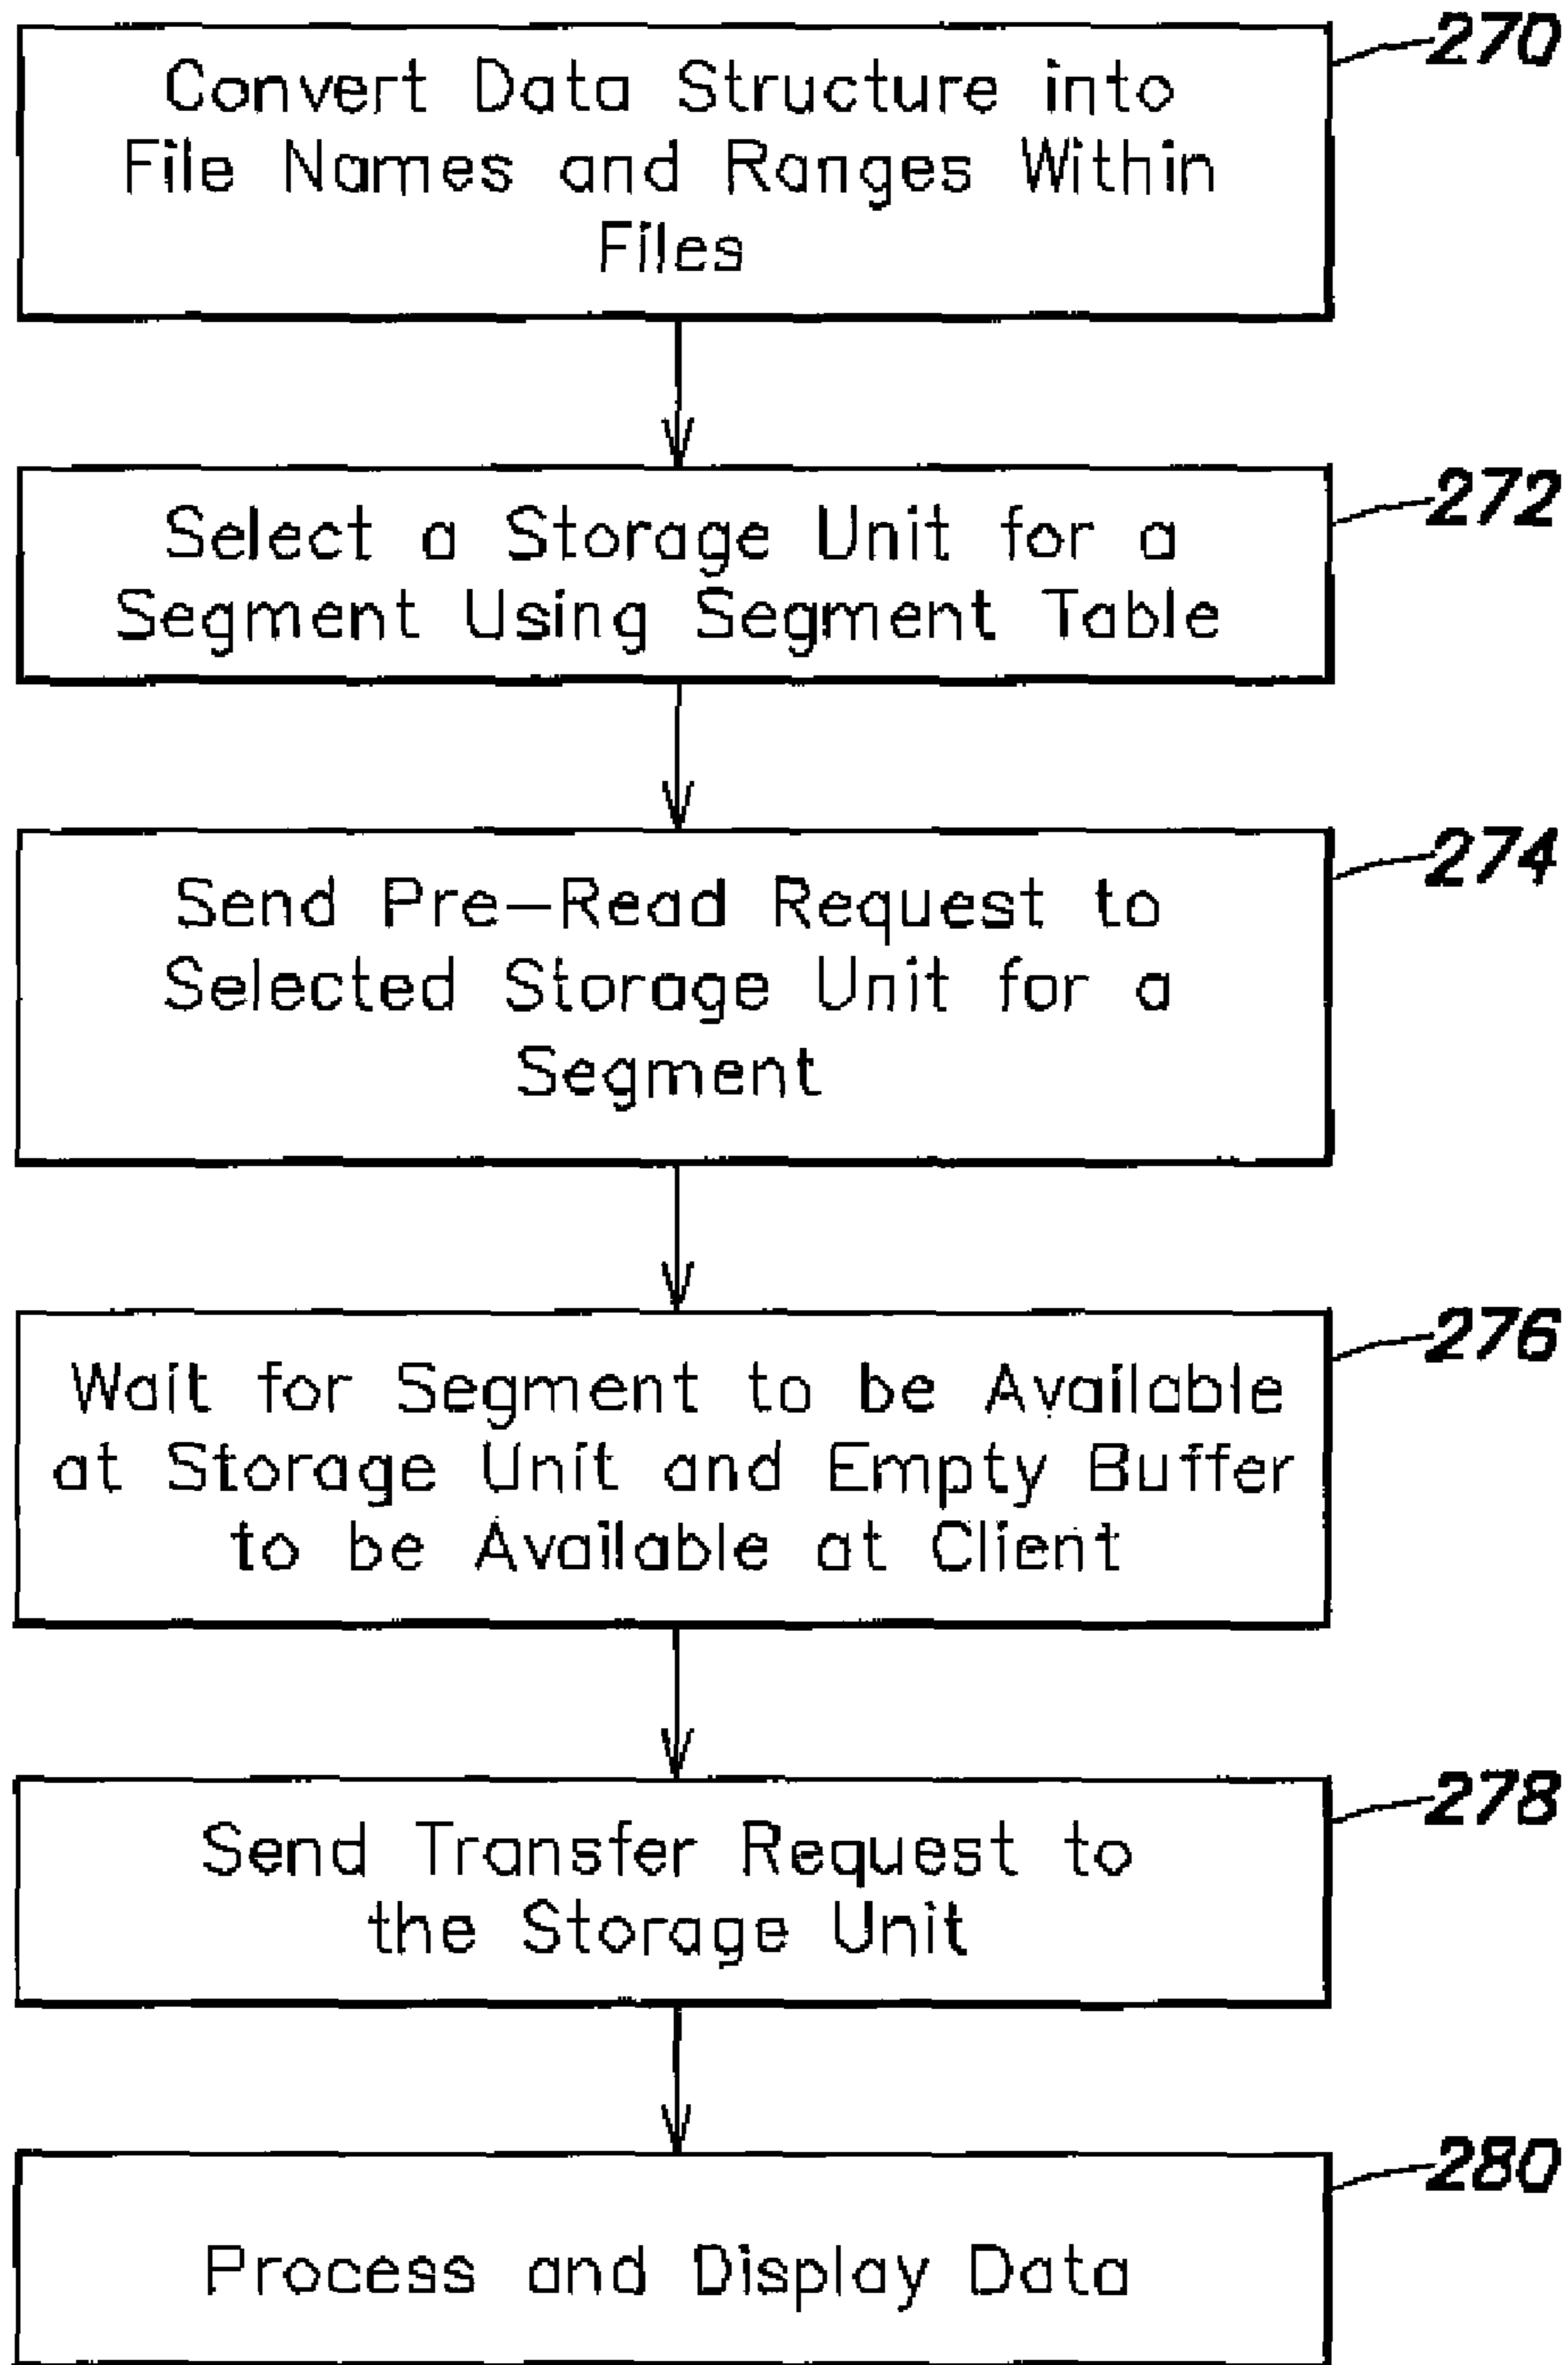 270
Convert Data Structure into
File Names and Ranges Within
Files
272
Select a Storage Unit for a
Segment Using Segment Table
274
Send Pre-Read Request to
Selected Storage Unit for a
Segment
276
Wait for Segment to be Available
at Storage Unit and Empty Buffer
to be Available at Client
278
Send Transfer Request to
the Storage Unit
280
Process and Display Data